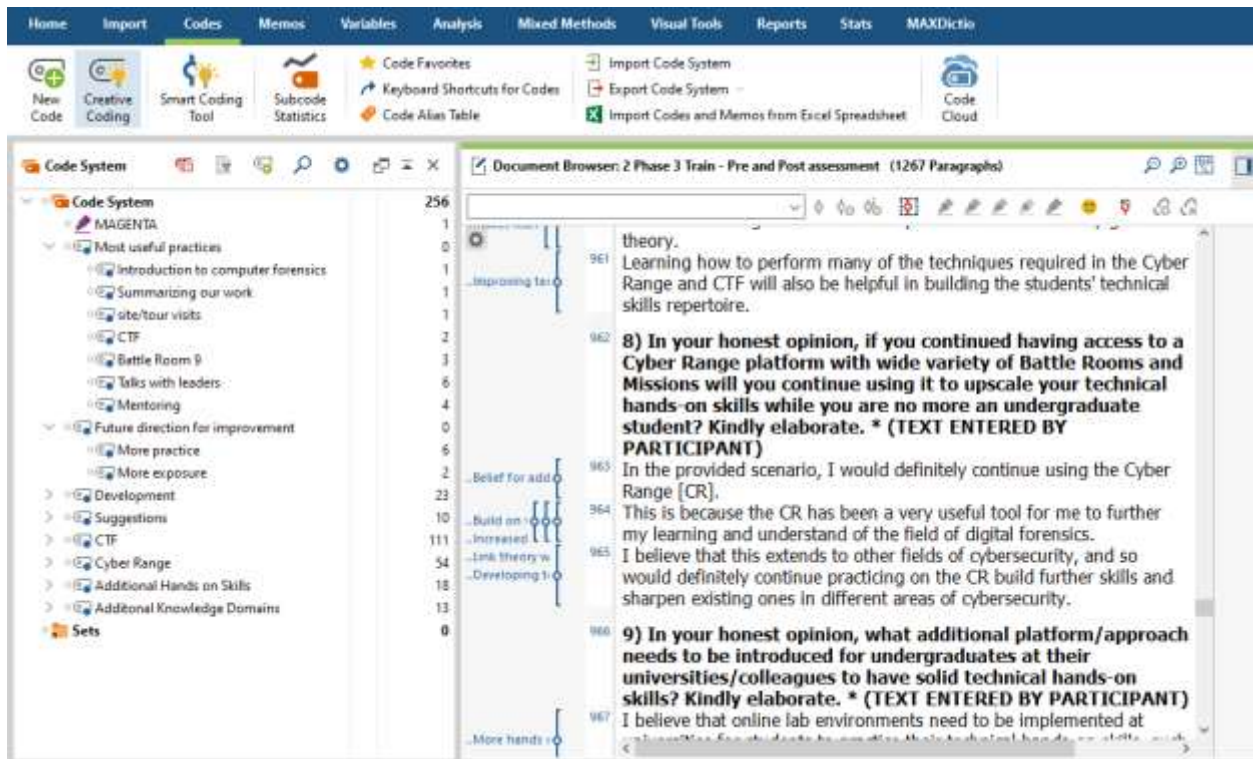 Home Import Codes Memos Variables Analysis Mixed Methods Visual Tools Reports Stats MAXDictio
New Code
Creative Coding
Smart Coding Tool
Subcode Statistics
Code Favorites
Keyboard Shortcuts for Codes
Code Alias Table
Import Code System
Export Code System
Import Codes and Memos from Excel Spreadsheet
Code Cloud
Code System
Code System 256
MAGENTA 1
Most useful practices 0
Introduction to computer forensics 1
Summarizing our work 1
site/tour visits 1
CTF 2
Battle Room 9 3
Talks with leaders 6
Mentoring 4
Future direction for improvement 0
More practice 6
More exposure 2
Development 23
Suggestions 10
CTF 111
Cyber Range 54
Additional Hands on Skills 18
Additonal Knowledge Domains 13
Sets 0
Document Browser: 2 Phase 3 Train - Pre and Post assessment (1267 Paragraphs)
theory.
961 Learning how to perform many of the techniques required in the Cyber
..Improving tec
Range and CTF will also be helpful in building the students' technical
skills repertoire.
962 8) In your honest opinion, if you continued having access to a
Cyber Range platform with wide variety of Battle Rooms and
Missions will you continue using it to upscale your technical
hands-on skills while you are no more an undergraduate
student? Kindly elaborate. * (TEXT ENTERED BY
PARTICIPANT)
..Belief for add
963 In the provided scenario, I would definitely continue using the Cyber
Range [CR].
..Build on
964 This is because the CR has been a very useful tool for me to further
..Increased
my learning and understand of the field of digital forensics.
..Link theory w
965 I believe that this extends to other fields of cybersecurity, and so
..Developing t
would definitely continue practicing on the CR build further skills and
sharpen existing ones in different areas of cybersecurity.
966 9) In your honest opinion, what additional platform/approach
needs to be introduced for undergraduates at their
universities/colleagues to have solid technical hands-on
skills? Kindly elaborate. * (TEXT ENTERED BY PARTICIPANT)
967 I believe that online lab environments need to be implemented at
..More hands